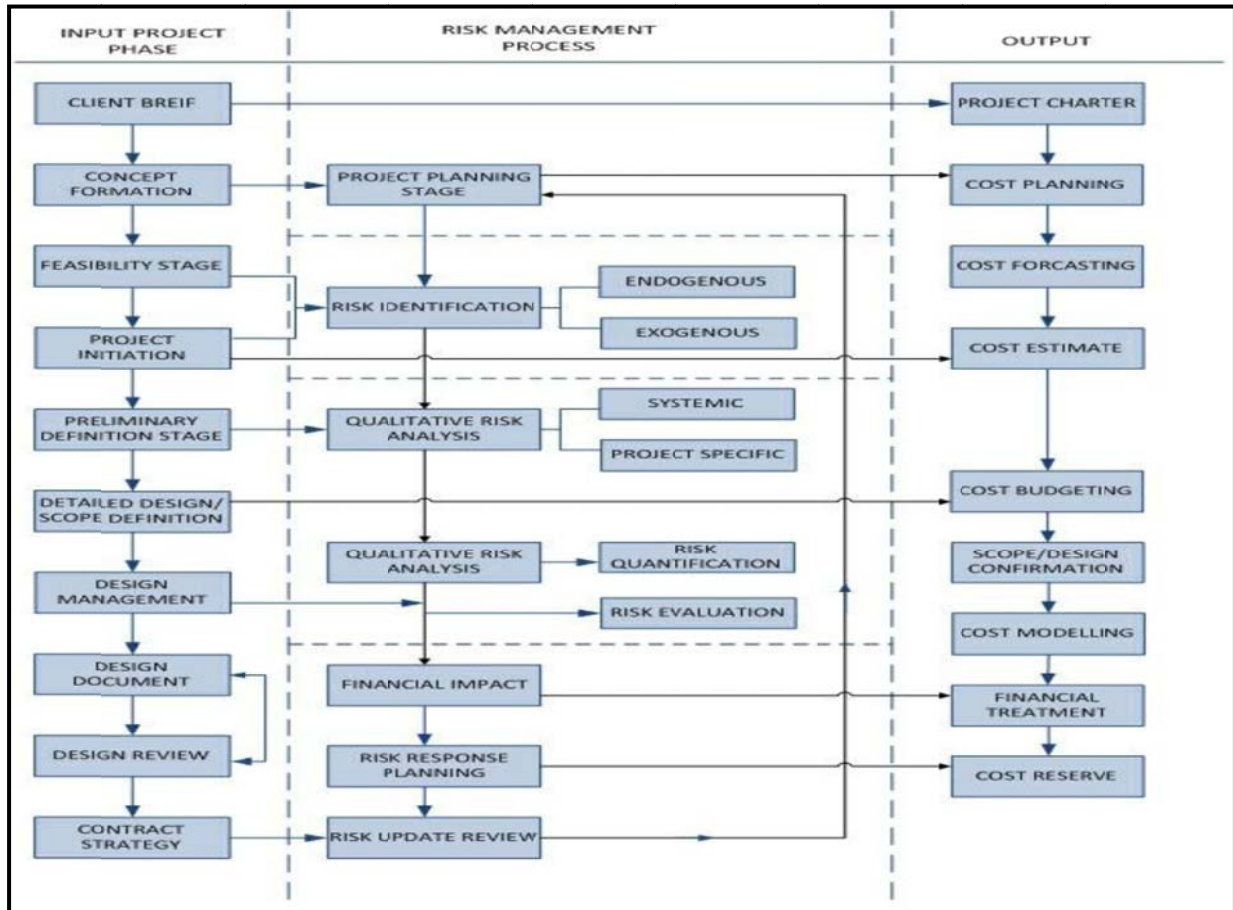 INPUT PROJECT
PHASE
RISK MANAGEMENT
PROCESS
OUTPUT
CLIENT BREIF
PROJECT CHARTER
CONCEPT
FORMATION
PROJECT PLANNING
STAGE
COST PLANNING
FEASIBILITY STAGE
RISK IDENTIFICATION
ENDOGENOUS
EXOGENOUS
COST FORCASTING
PROJECT
INITIATION
COST ESTIMATE
PRELIMINARY
DEFINITION STAGE
QUALITATIVE RISK
ANALYSIS
SYSTEMIC
PROJECT SPECIFIC
DETAILED DESIGN/
SCOPE DEFINITION
COST BUDGETING
QUALITATIVE RISK
ANALYSIS
RISK
QUANTIFICATION
SCOPE/DESIGN
CONFIRMATION
DESIGN
MANAGEMENT
RISK EVALUATION
COST MODELLING
DESIGN
DOCUMENT
FINANCIAL IMPACT
FINANCIAL
TREATMENT
DESIGN REVIEW
RISK RESPONSE
PLANNING
COST RESERVE
CONTRACT
STRATEGY
RISK UPDATE REVIEW